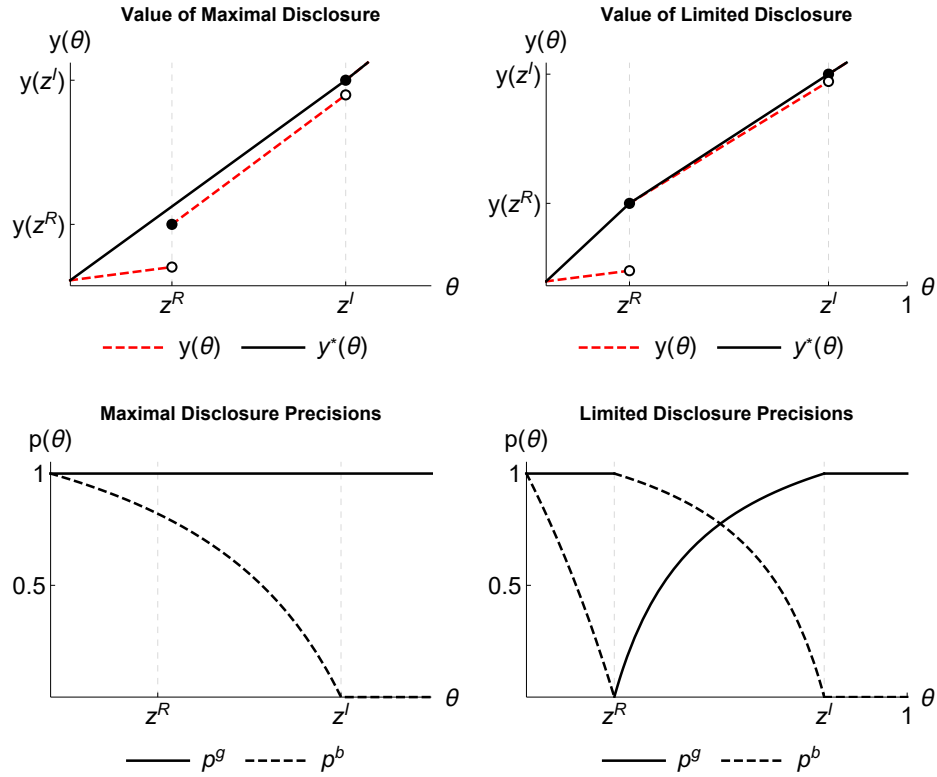 Value of Maximal Disclosure
y(θ)
y(z^I)
y(z^R)
z^R
z^I
θ
y(θ)
y*(θ)
Value of Limited Disclosure
y(θ)
y(z^I)
y(z^R)
z^R
z^I
1
θ
y(θ)
y*(θ)
Maximal Disclosure Precisions
p(θ)
1
0.5
z^R
z^I
θ
p^g
p^b
Limited Disclosure Precisions
p(θ)
1
0.5
z^R
z^I
1
θ
p^g
p^b